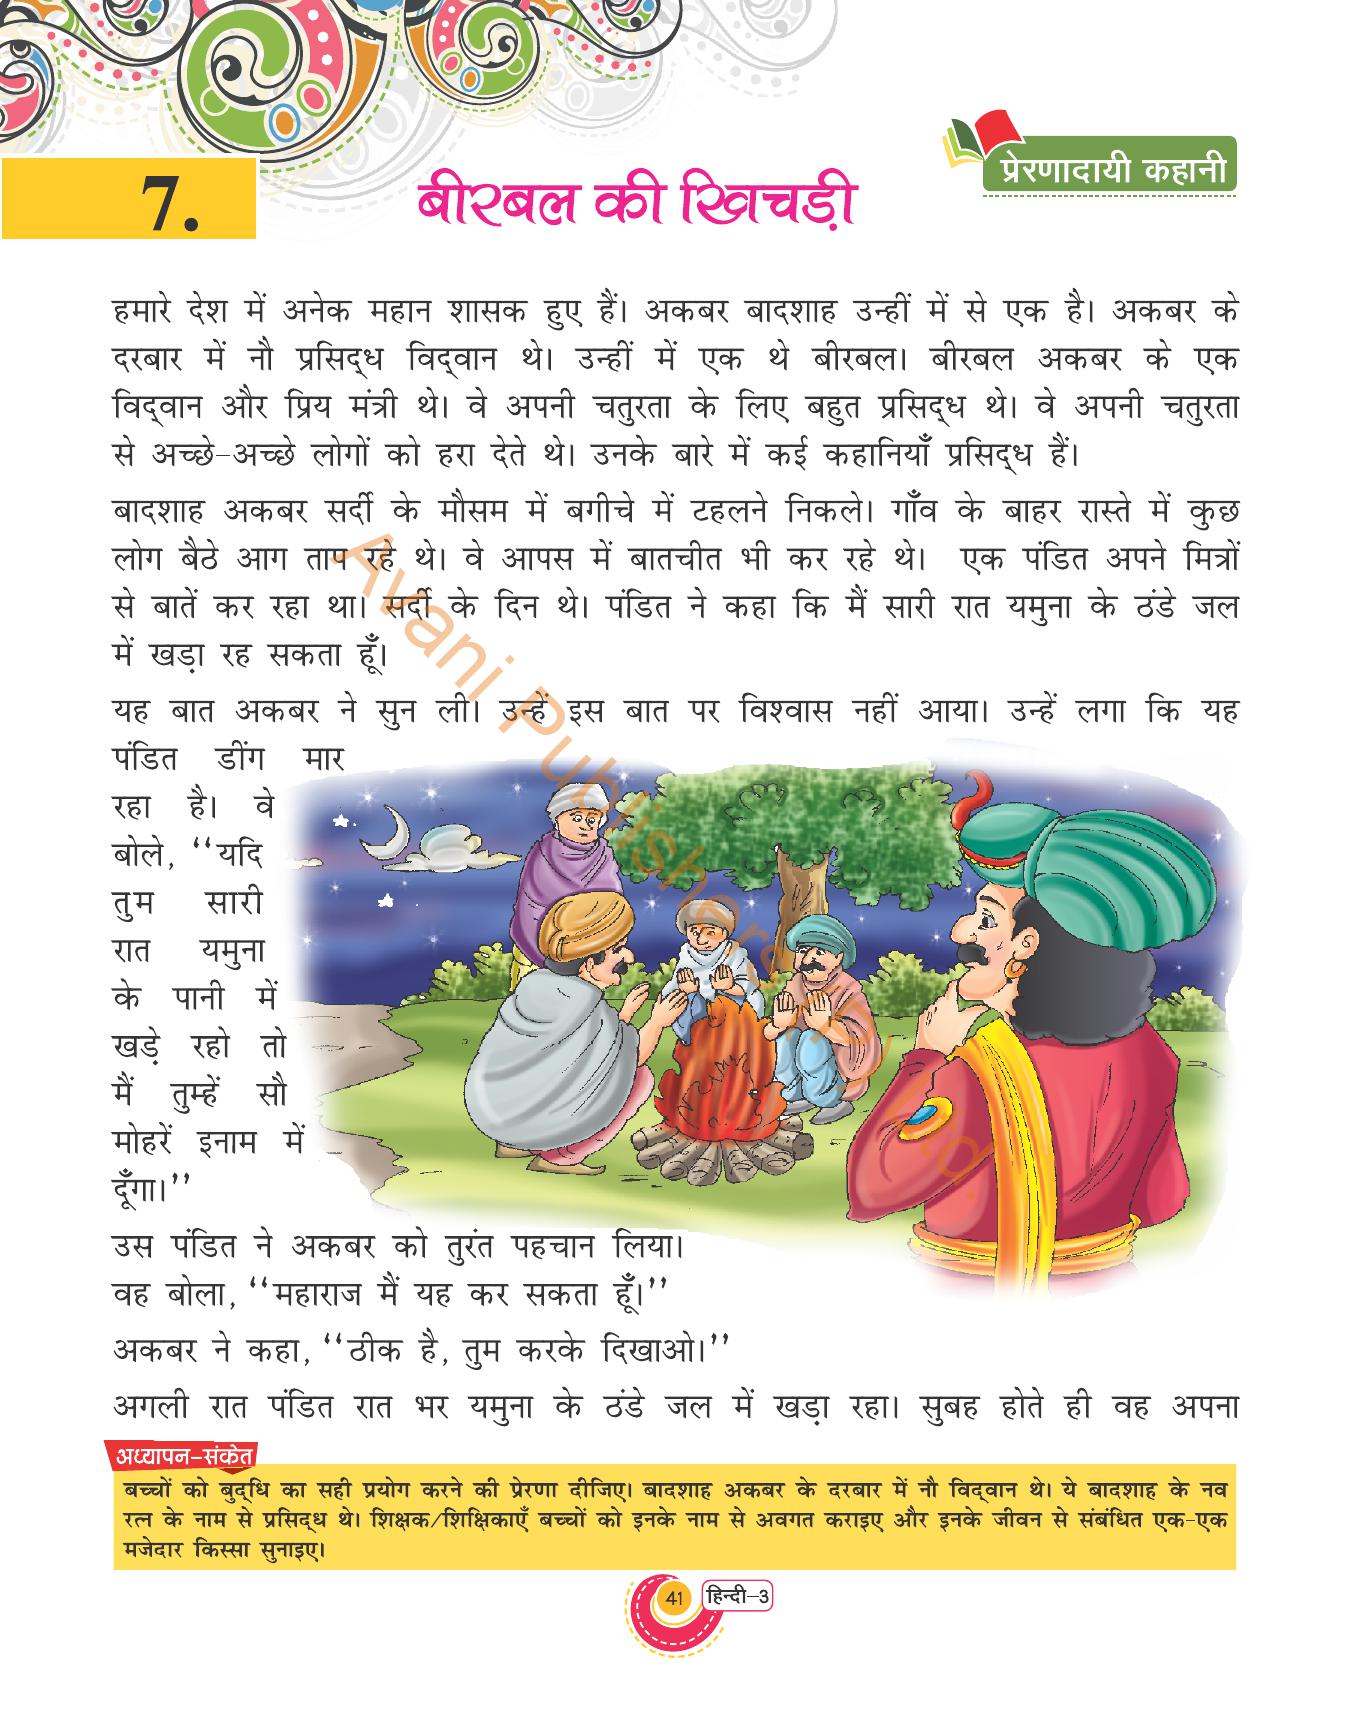 प्रेरणादायी कहानी
7.
बीरबल की खिचड़ी
हमारे देश में अनेक महान शासक हुए हैं। अकबर बादशाह उन्हीं में से एक है। अकबर के
दरबार में नौ प्रसिद्ध विद्वान थे। उन्हीं में एक थे बीरबल। बीरबल अकबर के एक
विद्वान और प्रिय मंत्री थे। वे अपनी चतुरता के लिए बहुत प्रसिद्ध थे। वे अपनी चतुरता
से अच्छे-अच्छे लोगों को हरा देते थे। उनके बारे में कई कहानियाँ प्रसिद्ध हैं।
बादशाह अकबर सर्दी के मौसम में बगीचे में टहलने निकले। गाँव के बाहर रास्ते में कुछ
लोग बैठे आग ताप रहे थे। वे आपस में बातचीत भी कर रहे थे। एक पंडित अपने मित्रों
से बातें कर रहा था। सर्दी के दिन थे। पंडित ने कहा कि मैं सारी रात यमुना के ठंडे जल
में खड़ा रह सकता हूँ।
यह बात अकबर ने सुन ली। उन्हें इस बात पर विश्वास नहीं आया। उन्हें लगा कि यह
पंडित डींग मार
रहा है। वे
बोले, ‘‘यदि
तुम सारी
रात यमुना
के पानी में
खड़े रहो तो
मैं तुम्हें सौ
मोहरें इनाम में
दूँगा।’’
उस पंडित ने अकबर को तुरंत पहचान लिया।
वह बोला, ‘‘महाराज मैं यह कर सकता हूँ।’’
अकबर ने कहा, ‘‘ठीक है, तुम करके दिखाओ।’’
अगली रात पंडित रात भर यमुना के ठंडे जल में खड़ा रहा। सुबह होते ही वह अपना
अध्यापन-संकेत
बच्चों को बुद्धि का सही प्रयोग करने की प्रेरणा दीजिए। बादशाह अकबर के दरबार में नौ विद्वान थे। ये बादशाह के नव
रत्न के नाम से प्रसिद्ध थे। शिक्षक/शिक्षिकाएँ बच्चों को इनके नाम से अवगत कराइए और इनके जीवन से संबंधित एक-एक
मजेदार किस्सा सुनाइए।
41 हिन्दी-3
Avani Publishers Pvt. Ltd.